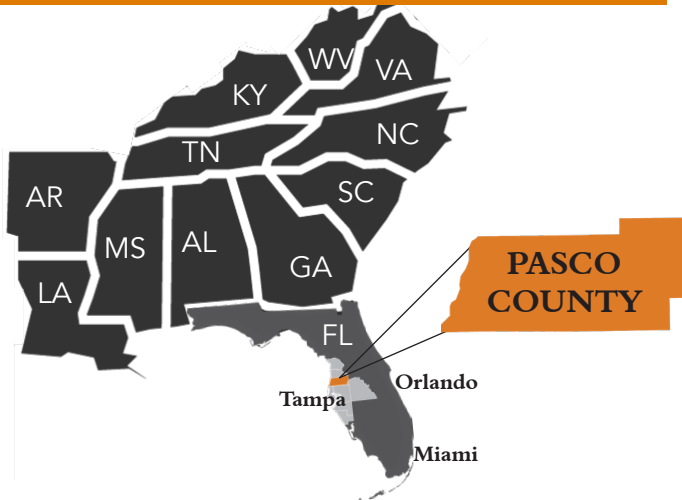 WV
VA
KY
NC
TN
AR
SC
MS
AL
GA
LA
PASCO
COUNTY
FL
Orlando
Tampa
Miami